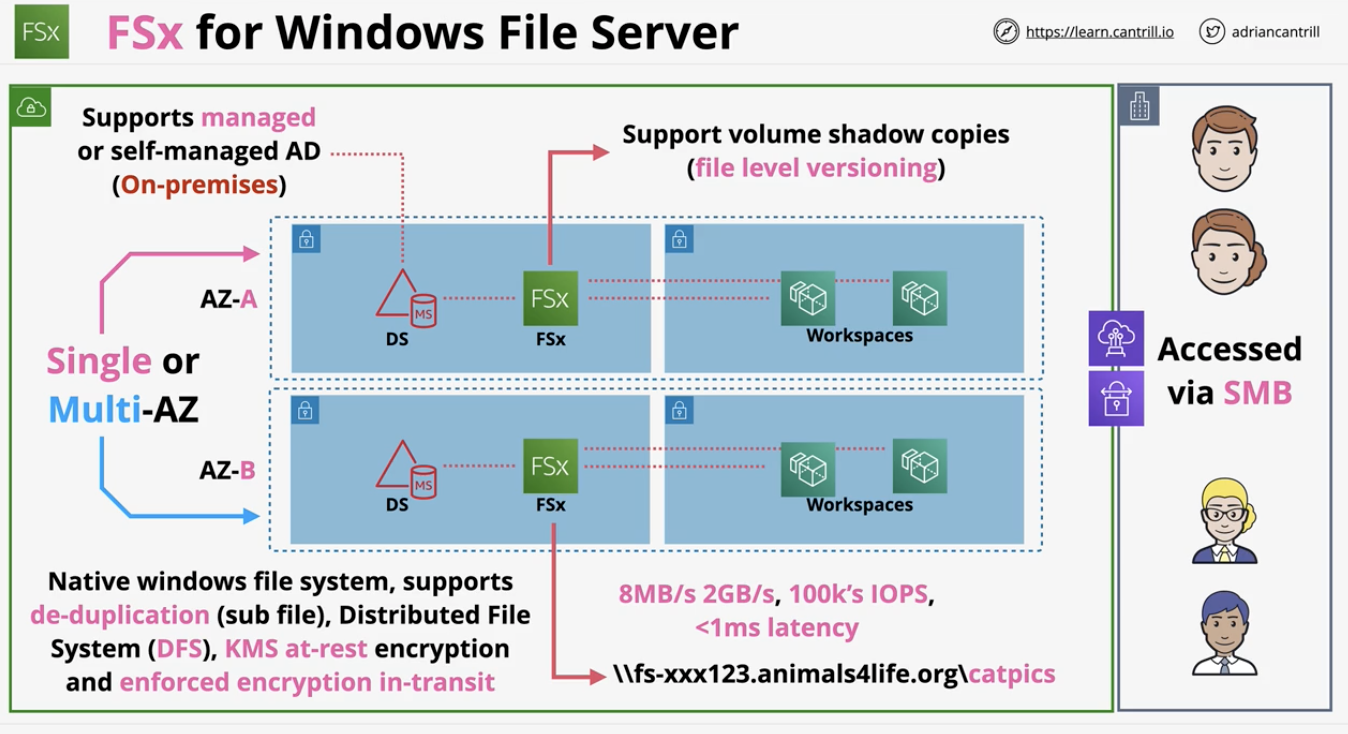 FSx
FSx for Windows File Server
https://learn.cantrill.io
adriancantrill
Supports managed
or self-managed AD
(On-premises)
Support volume shadow copies
(file level versioning)
AZ-A
MS
DS
FSx
FSx
Workspaces
Single or
Multi-AZ
AZ-B
MS
DS
FSx
FSx
Workspaces
Accessed
via SMB
Native windows file system, supports
de-duplication (sub file), Distributed File
System (DFS), KMS at-rest encryption
and enforced encryption in-transit
8MB/s 2GB/s, 100k's IOPS,
<1ms latency
\\fs-xxx123.animals4life.org\catpics